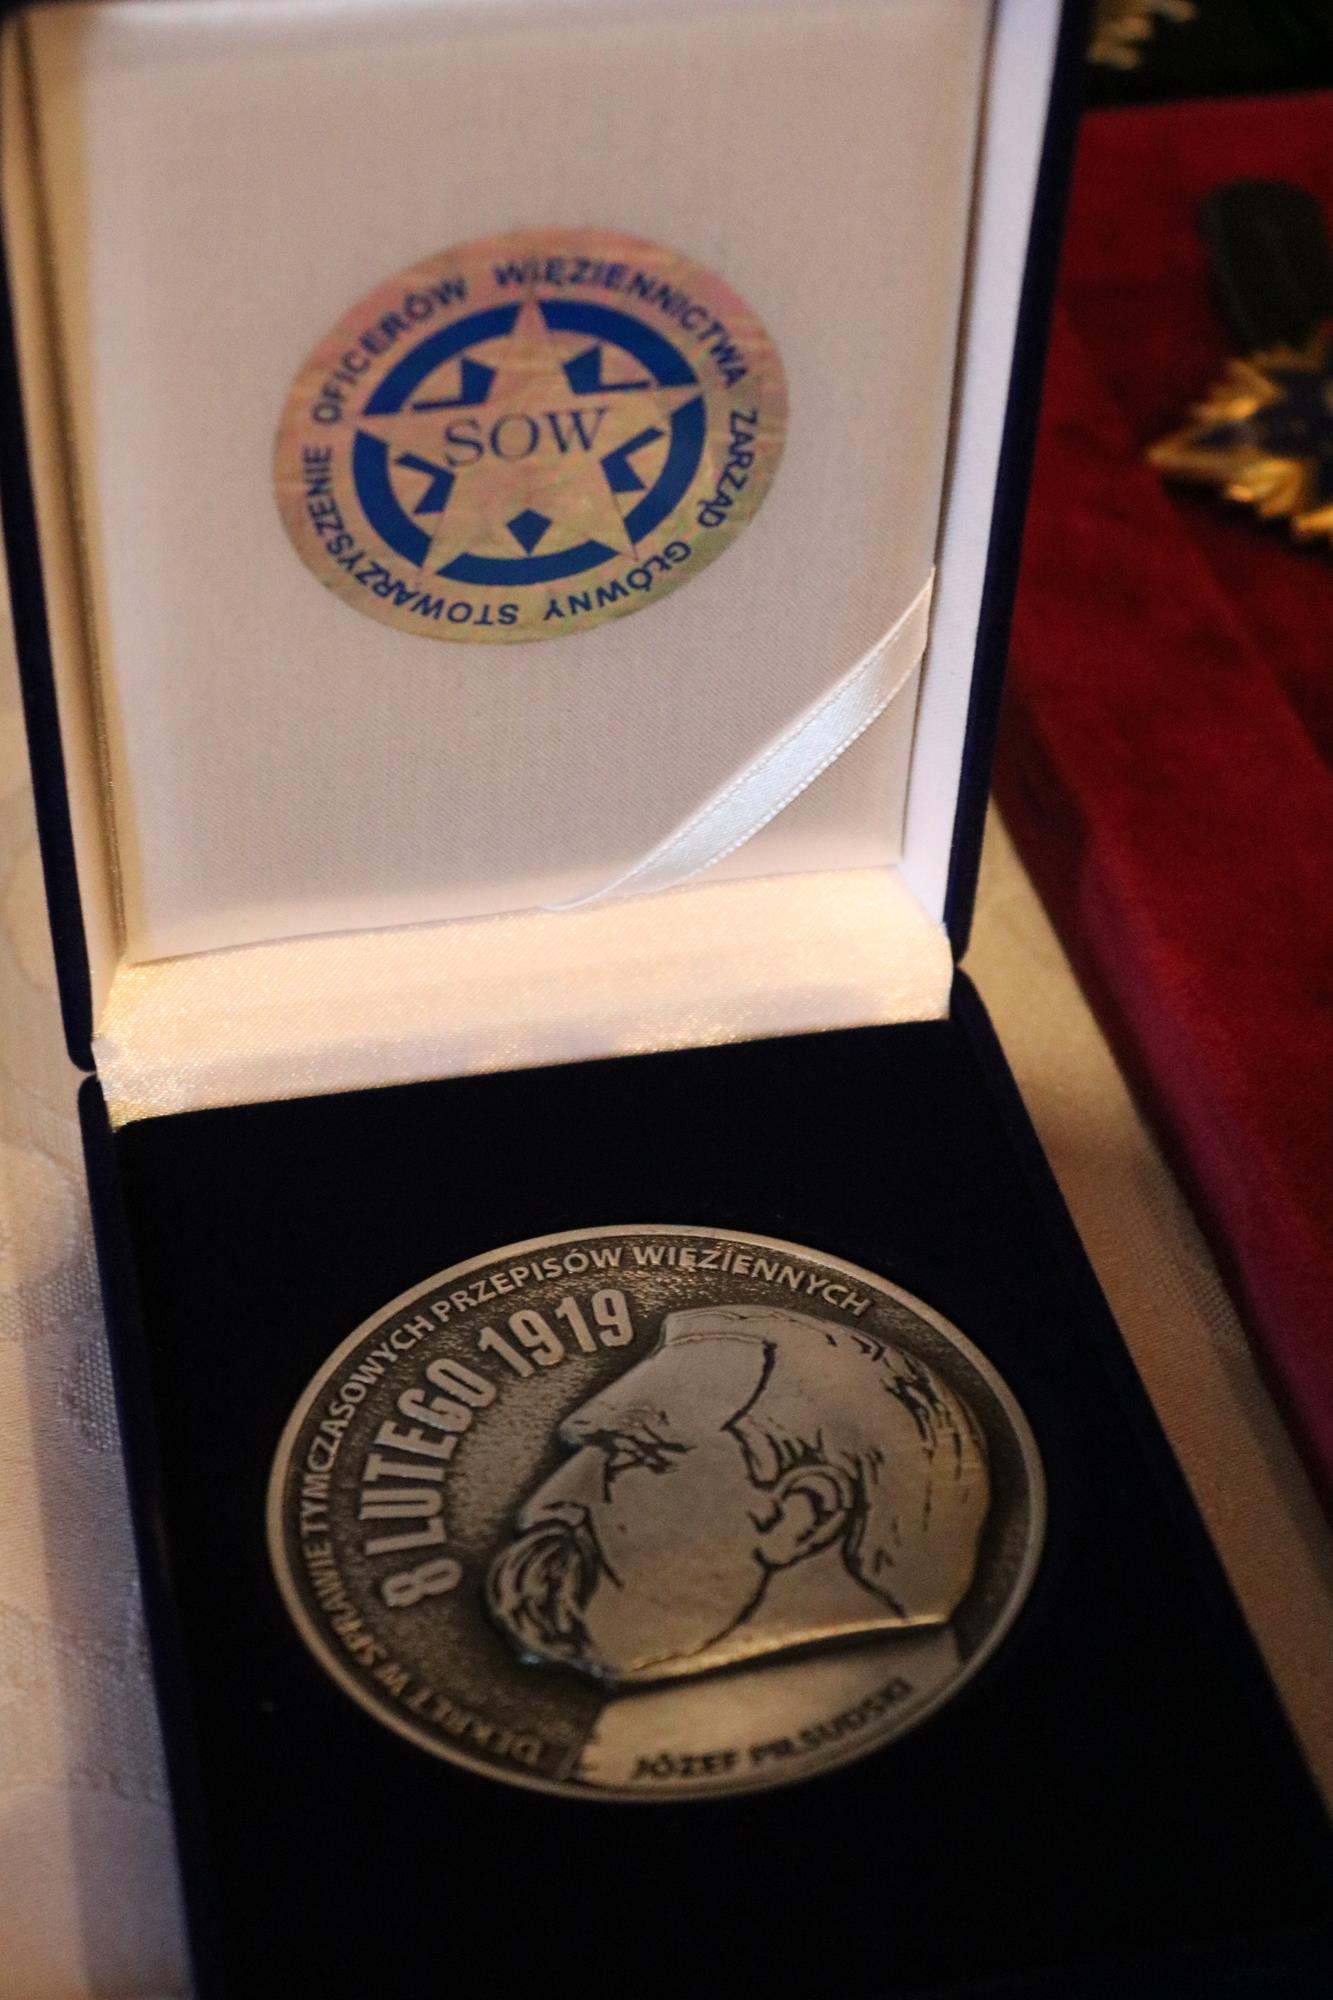 STOWARZYSZENIE OFICERÓW WIĘZIENNICTWA ZARZĄD GŁÓWNY
SOW
DEKRET W SPRAWIE TYMCZASOWYCH PRZEPISÓW WIĘZIENNYCH
8 LUTEGO 1919
JÓZEF PIŁSUDSKI